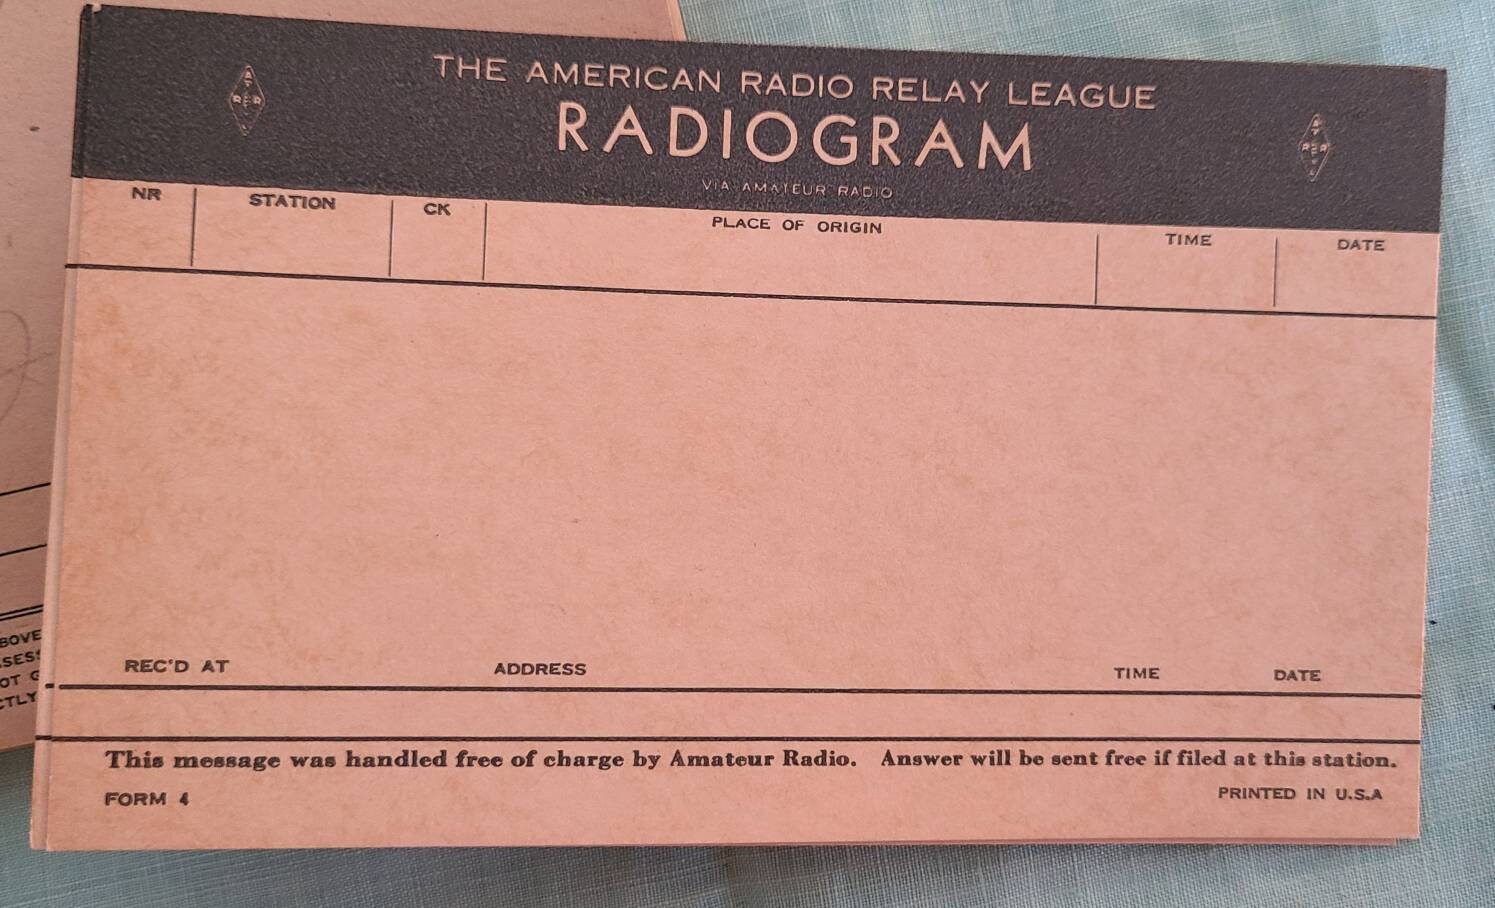 THE AMERICAN RADIO RELAY LEAGUE
RADIOGRAM
VIA AMATEUR RADIO
NR STATION CK PLACE OF ORIGIN TIME DATE
REC'D AT ADDRESS TIME DATE
This message was handled free of charge by Amateur Radio. Answer will be sent free if filed at this station.
FORM 4 PRINTED IN U.S.A